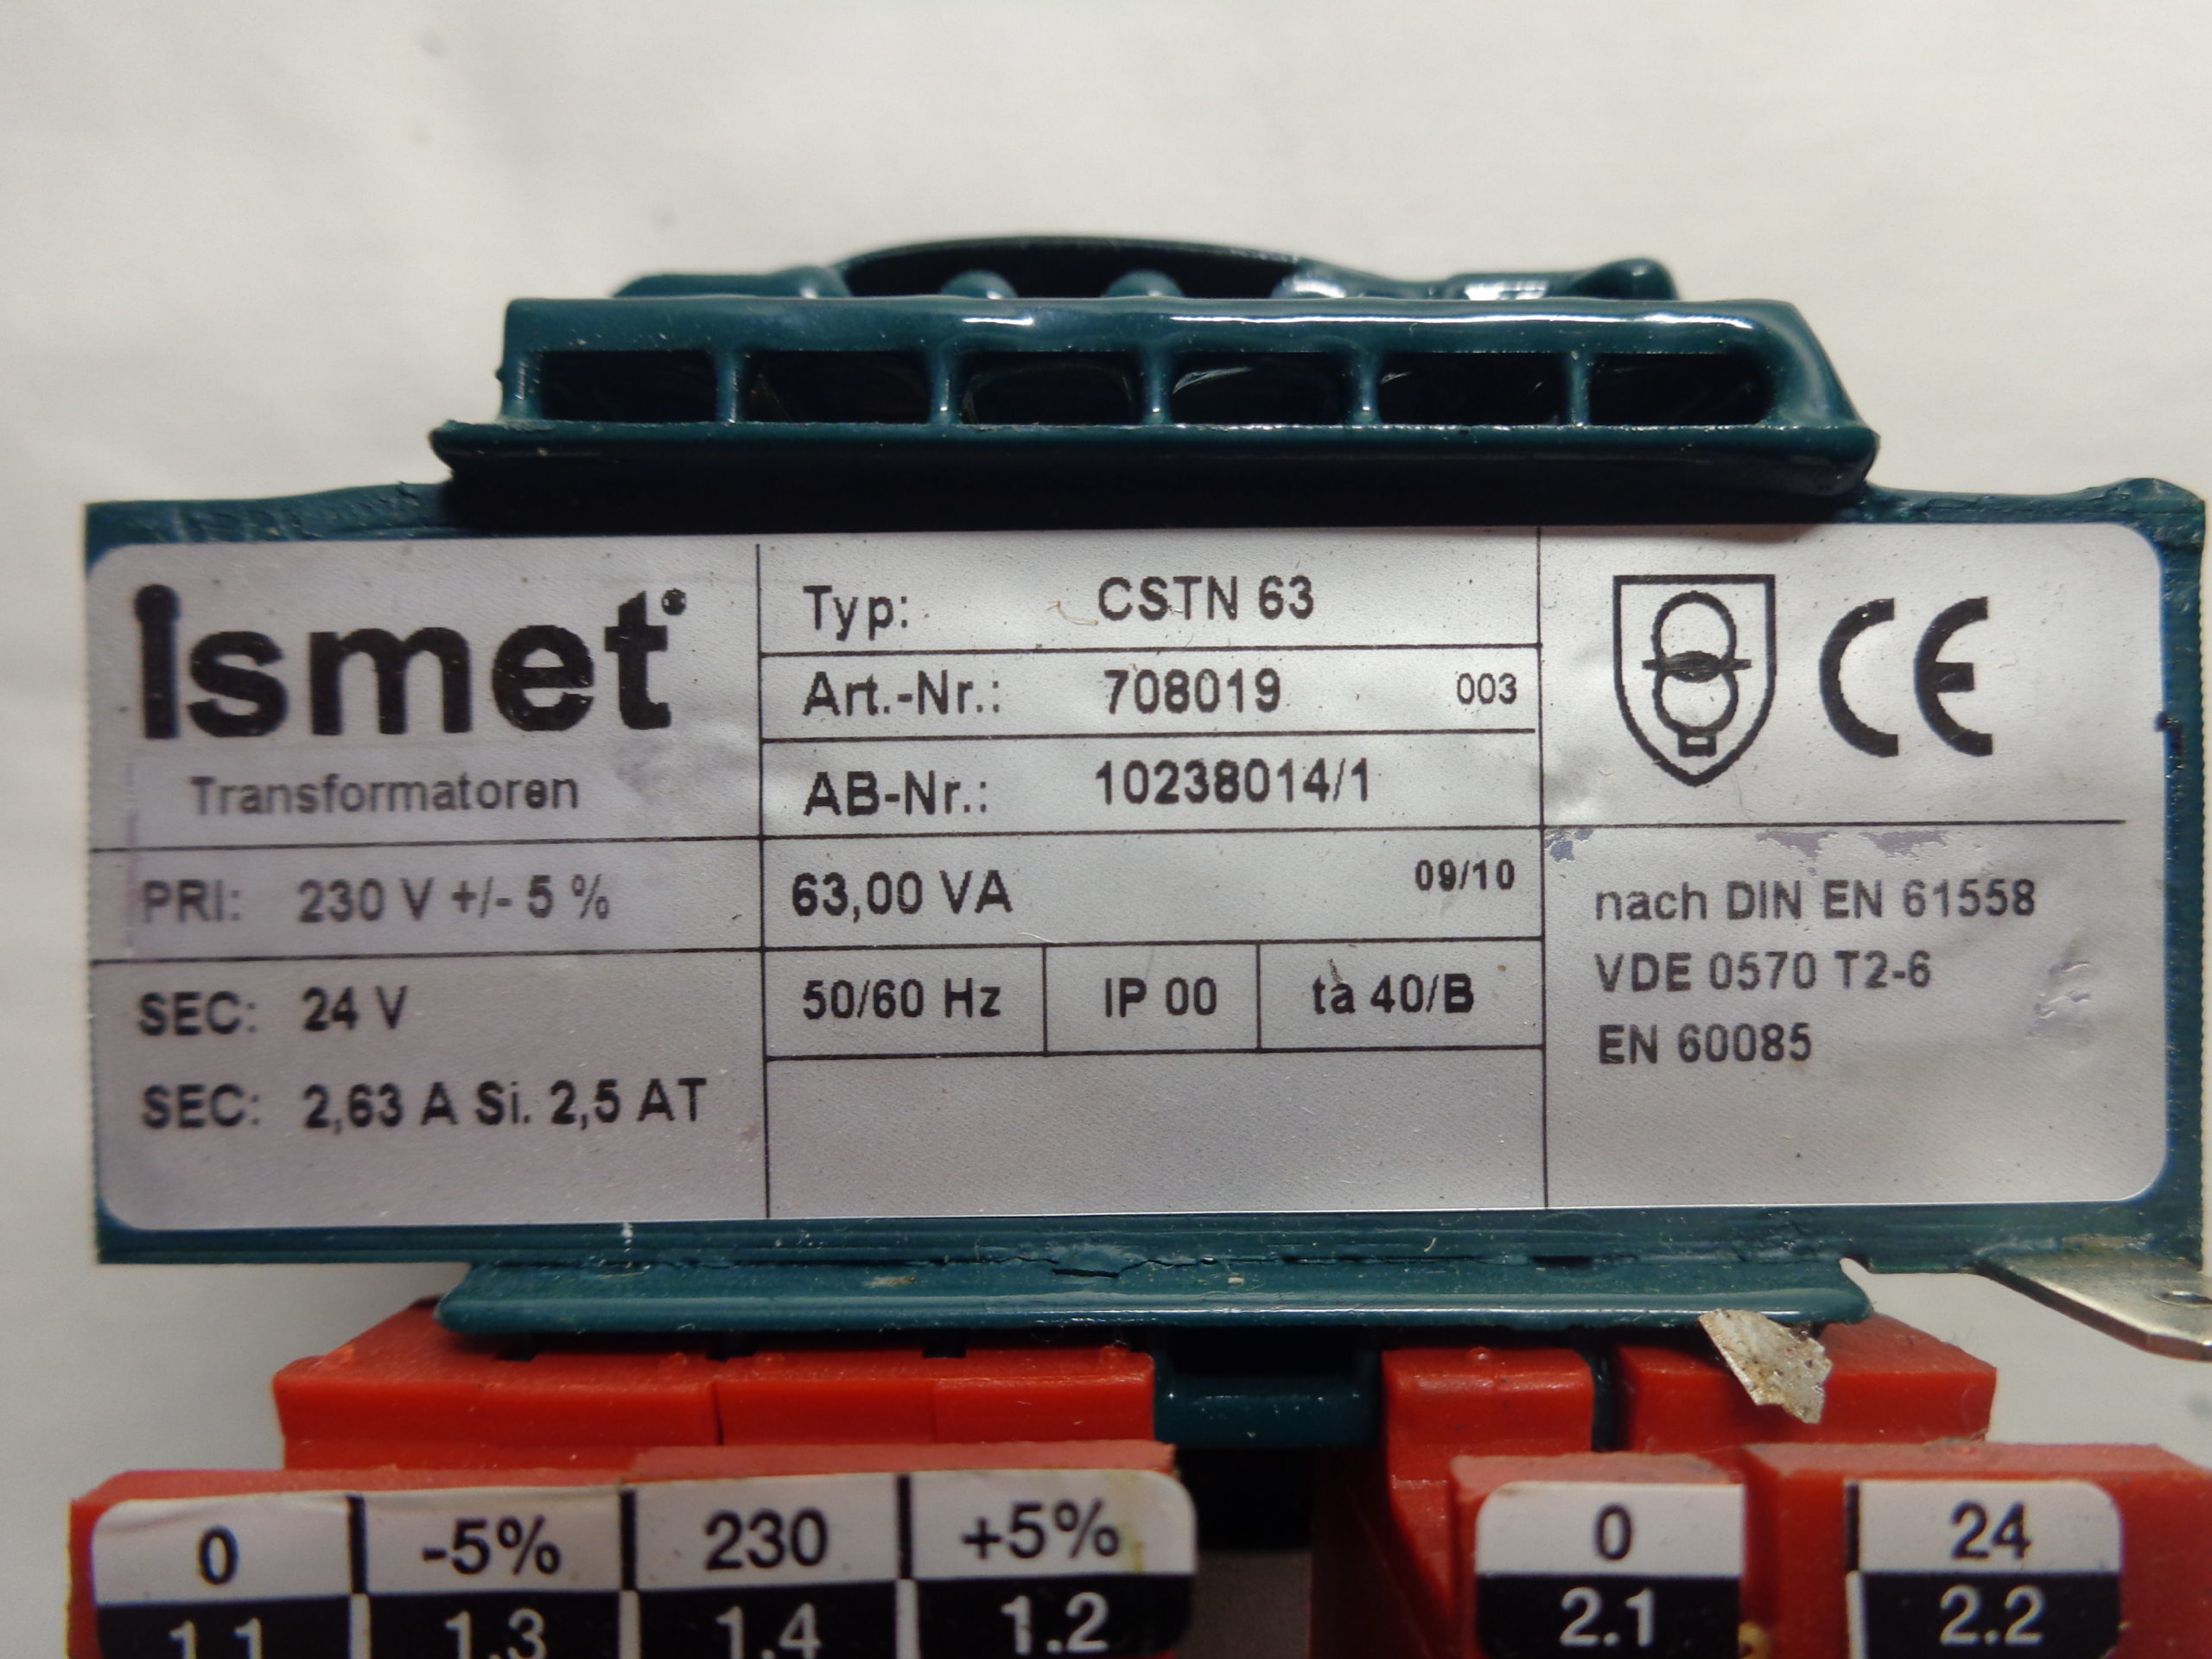 Ismet
Transformatoren
PRI: 230 V +/- 5 %
SEC: 24 V
SEC: 2,63 A Si. 2,5 AT
Typ: CSTN 63
Art.-Nr.: 708019 003
AB-Nr.: 10238014/1
63,00 VA 09/10
50/60 Hz IP 00 ta 40/B
CE
nach DIN EN 61558
VDE 0570 T2-6
EN 60085
0 -5% 230 +5%
1.1 1.3 1.4 1.2
0 24
2.1 2.2